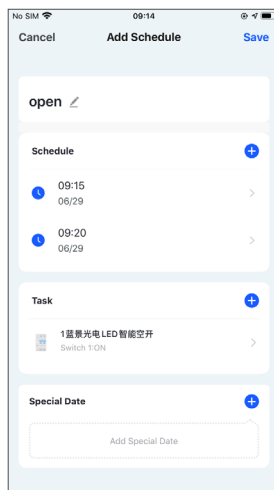 No SIM 09:14
Cancel Add Schedule Save
open
Schedule
09:15
06/29
09:20
06/29
Task
1蓝景光电LED智能空开
Switch 1:ON
Special Date
Add Special Date